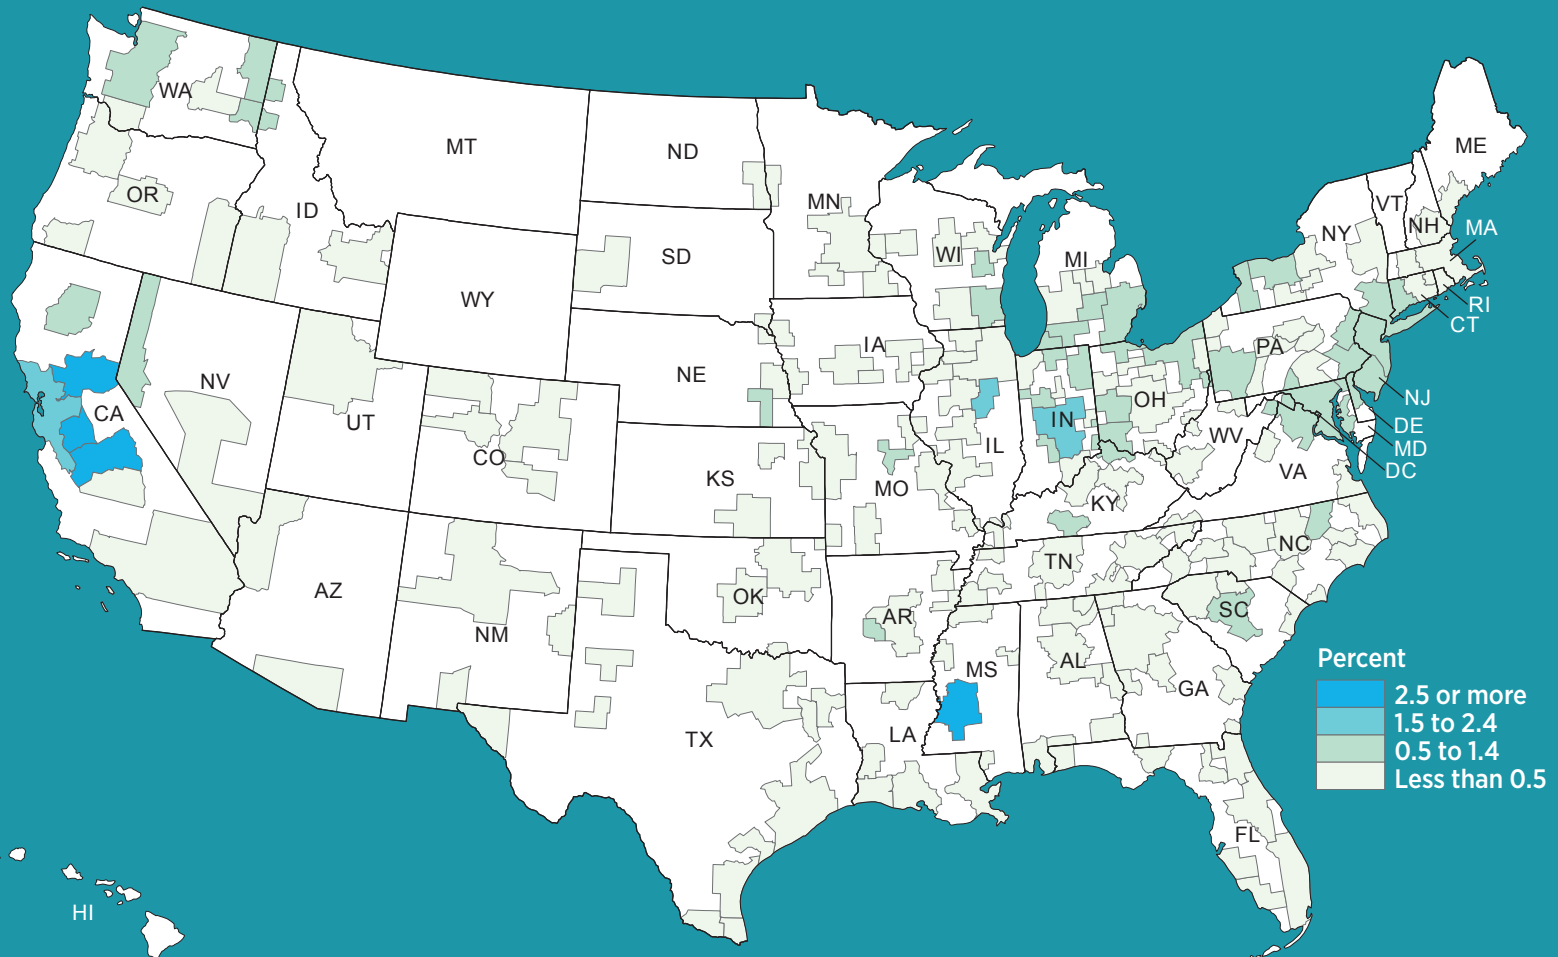 WA
MT
ND
MN
ME
OR
ID
SD
WI
MI
NY
VT
NH
MA
RI
CT
WY
IA
PA
NE
NV
UT
CA
CO
KS
MO
IL
IN
OH
WV
VA
NJ
DE
MD
DC
KY
NC
TN
AZ
NM
OK
AR
SC
MS
AL
GA
LA
TX
FL
HI
Percent
2.5 or more
1.5 to 2.4
0.5 to 1.4
Less than 0.5